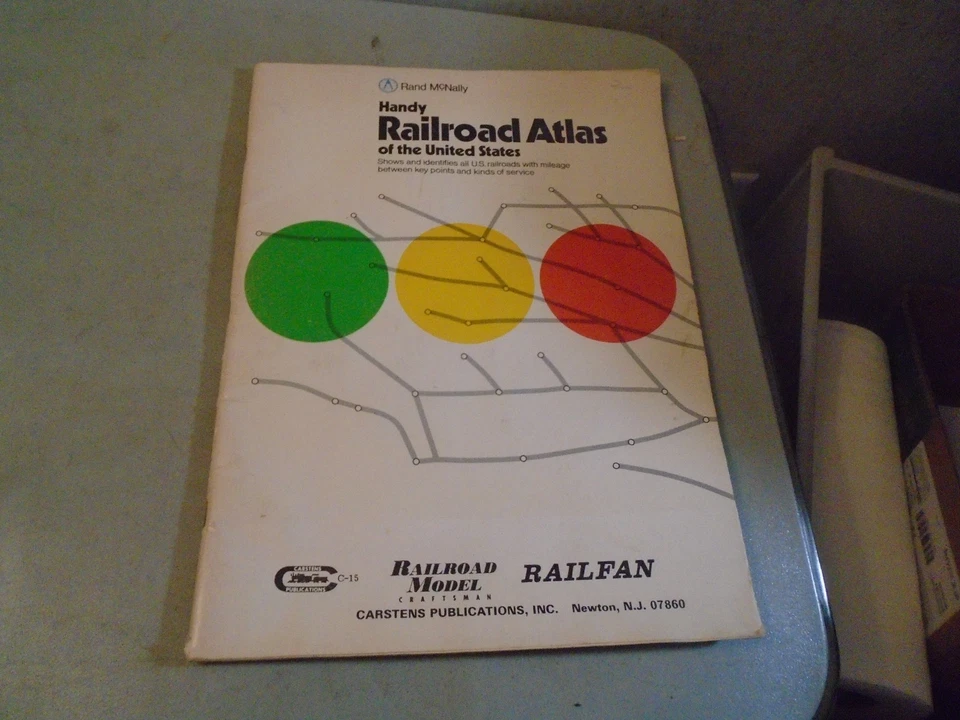 Rand McNally
Handy
Railroad Atlas
of the United States
Shows and identifies all U.S. railroads with mileage
between key points and kinds of service
CARSTENS
PUBLICATIONS
C-15
RAILROAD
MODEL
CRAFTSMAN
RAILFAN
CARSTENS PUBLICATIONS, INC. Newton, N.J. 07860